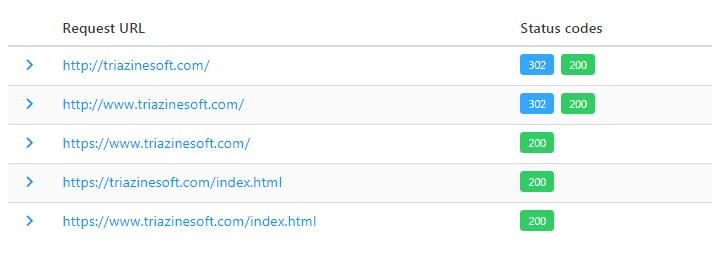 Request URL Status codes
http://triazinesoft.com/ 302 200
http://www.triazinesoft.com/ 302 200
https://www.triazinesoft.com/ 200
https://triazinesoft.com/index.html 200
https://www.triazinesoft.com/index.html 200